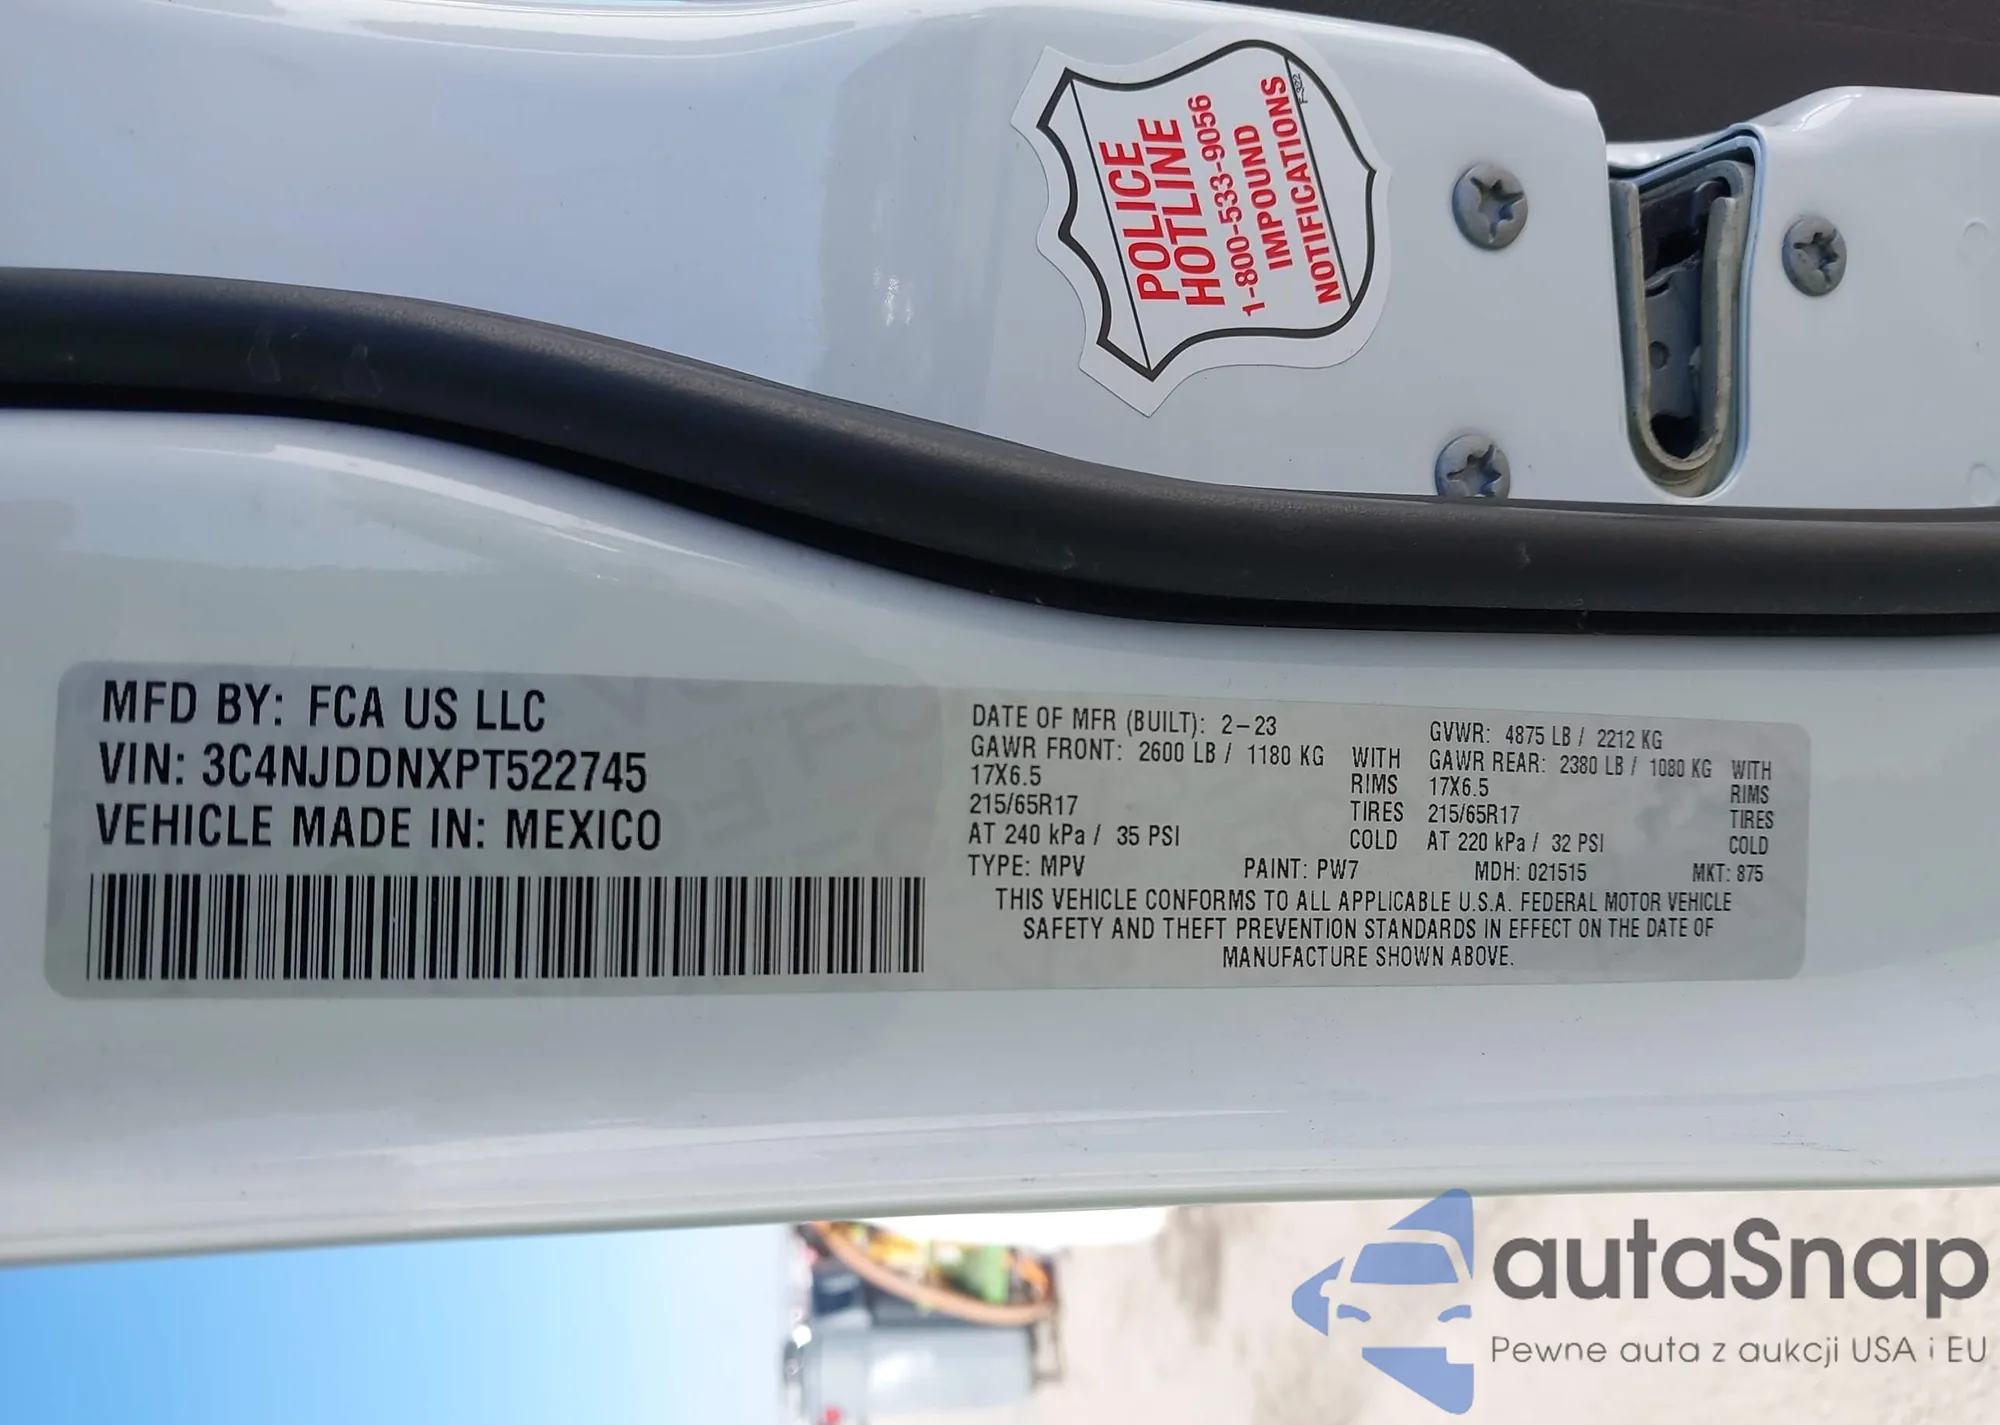 POLICE
HOTLINE
1-800-533-9056
IMPOUND
NOTIFICATIONS
MFD BY: FCA US LLC
VIN: 3C4NJDDNXPT522745
VEHICLE MADE IN: MEXICO
DATE OF MFR (BUILT): 2-23 GVWR: 4875 LB / 2212 KG
GAWR FRONT: 2600 LB / 1180 KG WITH GAWR REAR: 2380 LB / 1080 KG WITH
17X6.5 RIMS 17X6.5 RIMS
215/65R17 TIRES 215/65R17 TIRES
AT 240 kPa / 35 PSI COLD AT 220 kPa / 32 PSI COLD
TYPE: MPV PAINT: PW7 MDH: 021515 MKT: 875
THIS VEHICLE CONFORMS TO ALL APPLICABLE U.S.A. FEDERAL MOTOR VEHICLE
SAFETY AND THEFT PREVENTION STANDARDS IN EFFECT ON THE DATE OF
MANUFACTURE SHOWN ABOVE.
autaSnap
Pewne auta z aukcji USA i EU